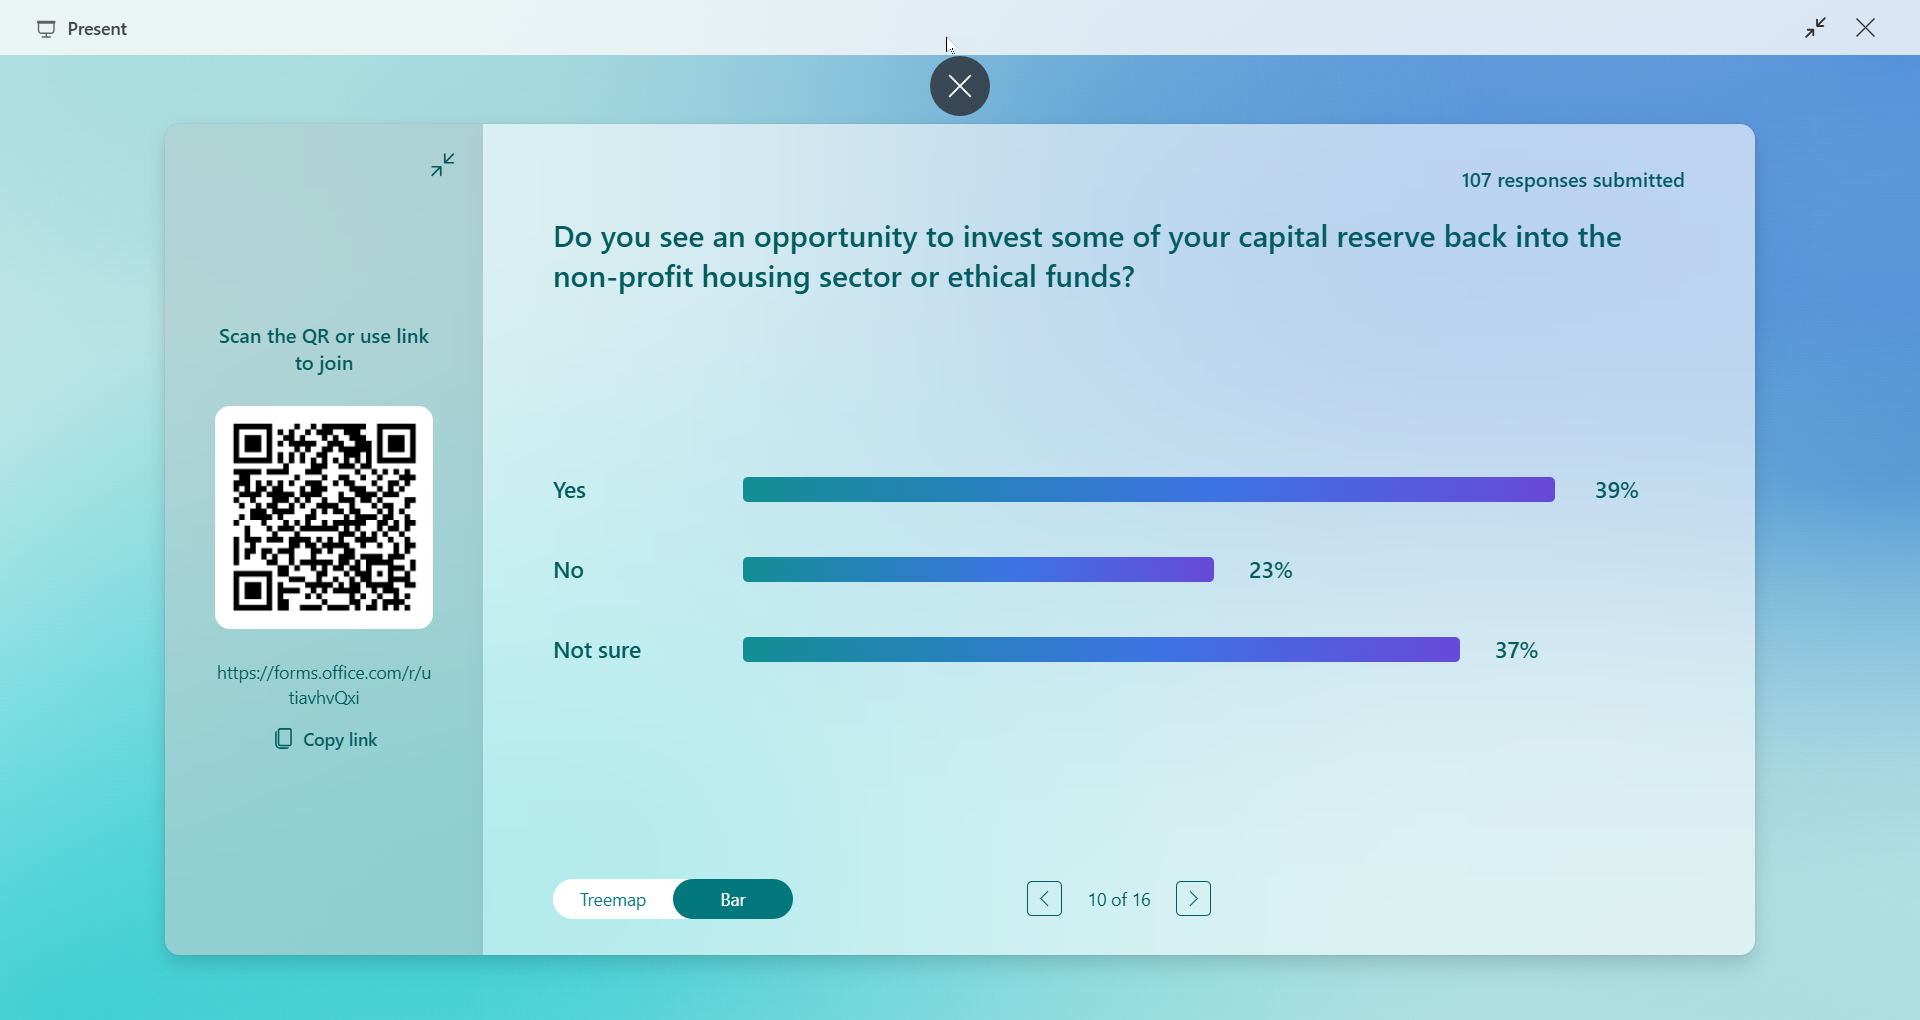 Present
107 responses submitted
Do you see an opportunity to invest some of your capital reserve back into the
non-profit housing sector or ethical funds?
Scan the QR or use link
to join
https://forms.office.com/r/u
tiavhvQxi
Copy link
Yes 39%
No 23%
Not sure 37%
Treemap Bar
10 of 16